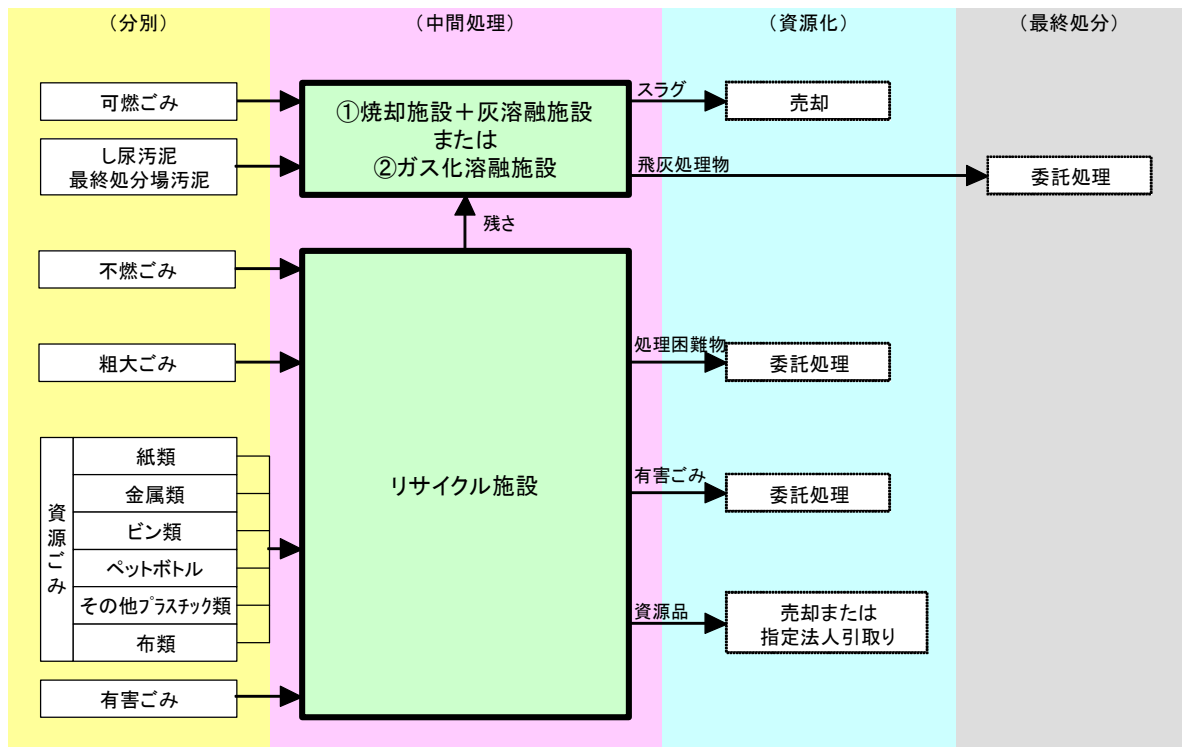 （分別）
（中間処理）
（資源化）
（最終処分）
可燃ごみ
し尿汚泥
最終処分場汚泥
①焼却施設＋灰溶融施設
または
②ガス化溶融施設
スラグ
売却
飛灰処理物
委託処理
残さ
不燃ごみ
粗大ごみ
資源ごみ
紙類
金属類
ビン類
ペットボトル
その他プラスチック類
布類
有害ごみ
リサイクル施設
処理困難物
委託処理
有害ごみ
委託処理
資源品
売却または
指定法人引取り